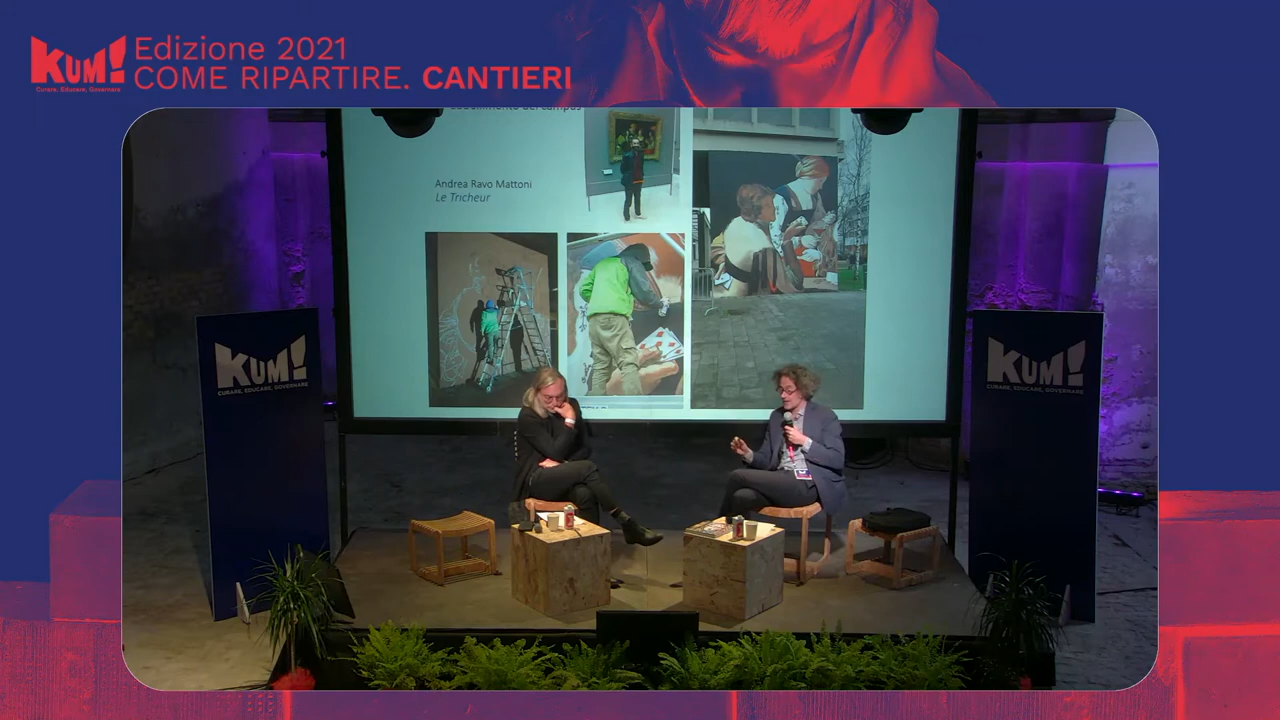 KUM!
Curare, Educare, Governare
Edizione 2021
COME RIPARTIRE. CANTIERI
Andrea Ravo Mattoni
Le Tricheur
KUM!
CURARE, EDUCARE, GOVERNARE
KUM!
CURARE, EDUCARE, GOVERNARE